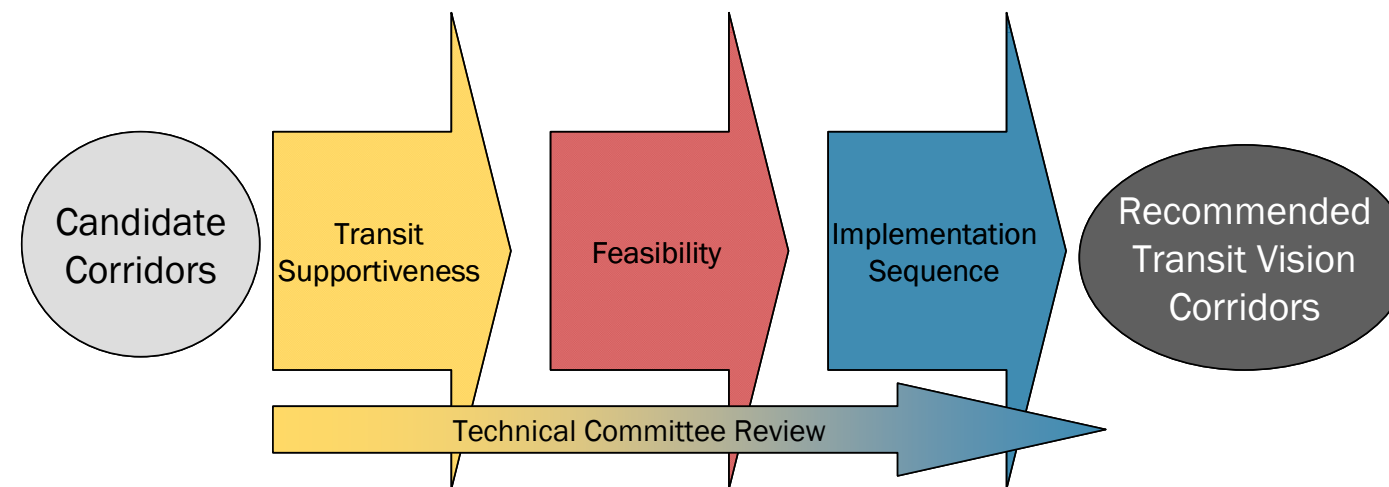 Candidate
Corridors
Transit
Supportiveness
Feasibility
Implementation
Sequence
Recommended
Transit Vision
Corridors
Technical Committee Review